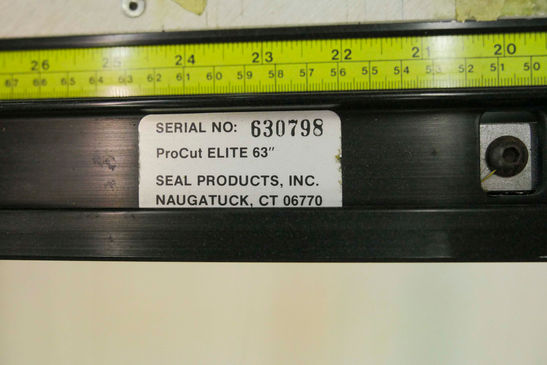 26 25 24 23 22 21 20
67 66 65 64 63 62 61 60 59 58 57 56 55 54 53 52 51 50
SERIAL NO: 630798
ProCut ELITE 63"
SEAL PRODUCTS, INC.
NAUGATUCK, CT 06770